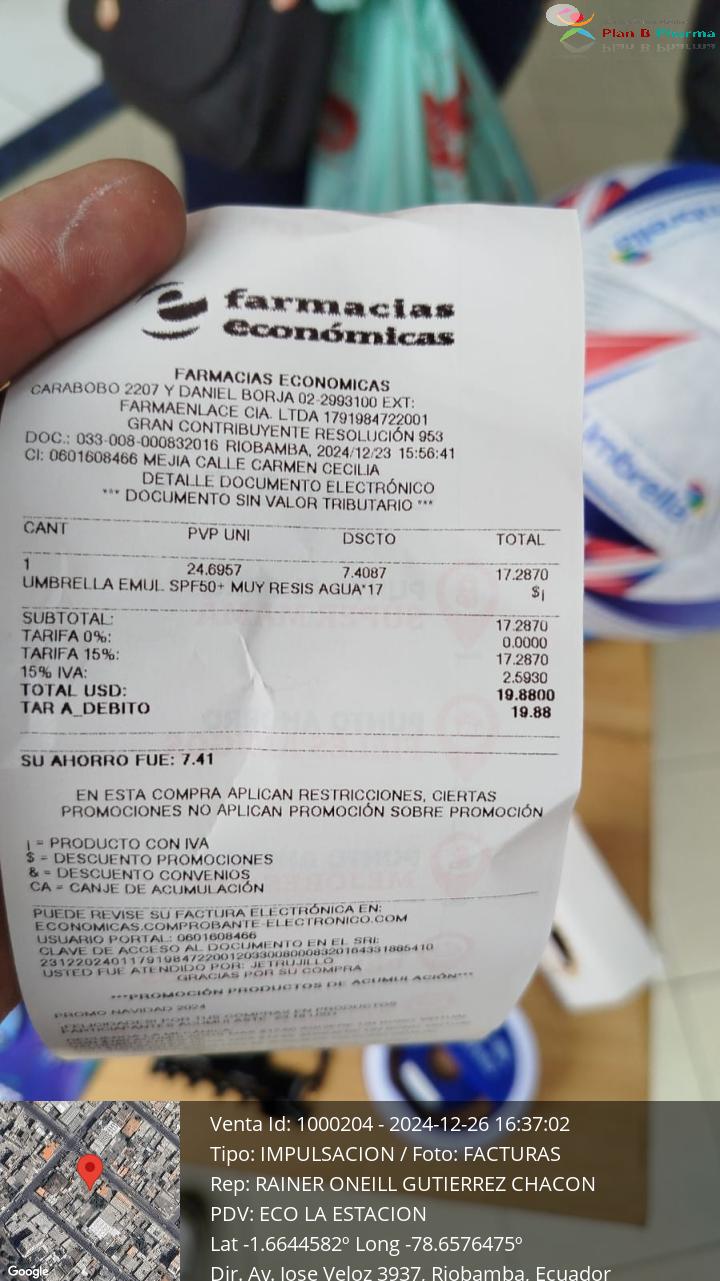 Plan B Pharma
farmacias
económicas
FARMACIAS ECONOMICAS
CARABOBO 2207 Y DANIEL BORJA 02-2993100 EXT:
FARMAENLACE CIA. LTDA 1791984722001
GRAN CONTRIBUYENTE RESOLUCIÓN 953
DOC.: 033-008-000832016 RIOBAMBA, 2024/12/23 15:56:41
CI: 0601608466 MEJIA CALLE CARMEN CECILIA
DETALLE DOCUMENTO ELECTRÓNICO
*** DOCUMENTO SIN VALOR TRIBUTARIO ***
CANT PVP UNI DSCTO TOTAL
1 24.6957 7.4087 17.2870
UMBRELLA EMUL SPF50+ MUY RESIS AGUA*17 $¡
SUBTOTAL: 17.2870
TARIFA 0%: 0.0000
TARIFA 15%: 17.2870
15% IVA: 2.5930
TOTAL USD: 19.8800
TAR A_DEBITO 19.88
SU AHORRO FUE: 7.41
EN ESTA COMPRA APLICAN RESTRICCIONES, CIERTAS
PROMOCIONES NO APLICAN PROMOCIÓN SOBRE PROMOCIÓN
¡ = PRODUCTO CON IVA
$ = DESCUENTO PROMOCIONES
& = DESCUENTO CONVENIOS
CA = CANJE DE ACUMULACIÓN
PUEDE REVISE SU FACTURA ELECTRÓNICA EN:
ECONOMICAS.COMPROBANTE-ELECTRONICO.COM
USUARIO PORTAL: 0601608466
CLAVE DE ACCESO AL DOCUMENTO EN EL SRI:
2312202401179198472200120330080008320164331885410
USTED FUE ATENDIDO POR: JETRUJILLO
GRACIAS POR SU COMPRA
***PROMOCIÓN PRODUCTOS DE ACUMULACIÓN***
PROMO NAVIDAD 2024
¡FELICIDADES! POR TUS COMPRAS EN PRODUCTOS
umbrella
umbrella
Venta Id: 1000204 - 2024-12-26 16:37:02
Tipo: IMPULSACION / Foto: FACTURAS
Rep: RAINER ONEILL GUTIERREZ CHACON
PDV: ECO LA ESTACION
Lat -1.6644582º Long -78.6576475º
Dir. Av. Jose Veloz 3937, Riobamba, Ecuador
Google